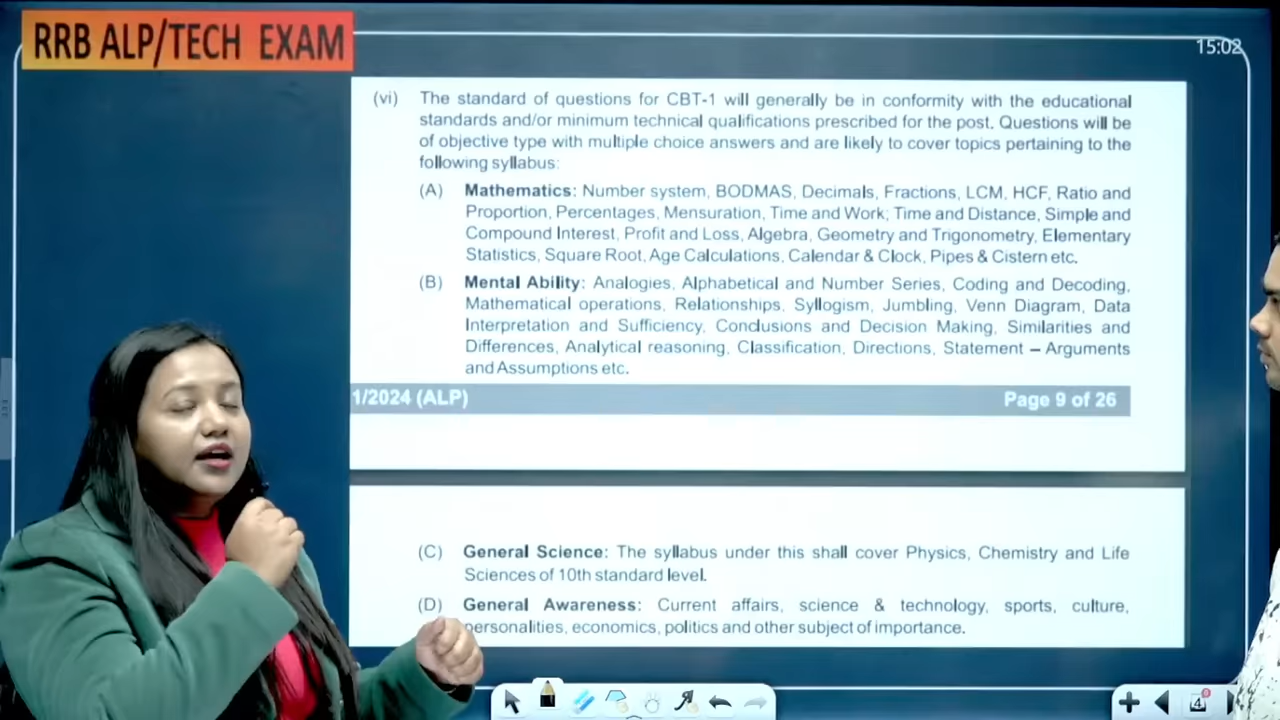 RRB ALP/TECH EXAM
15:02
(vi) The standard of questions for CBT-1 will generally be in conformity with the educational
standards and/or minimum technical qualifications prescribed for the post. Questions will be
of objective type with multiple choice answers and are likely to cover topics pertaining to the
following syllabus:
(A) Mathematics: Number system, BODMAS, Decimals, Fractions, LCM, HCF, Ratio and
Proportion, Percentages, Mensuration, Time and Work; Time and Distance, Simple and
Compound Interest, Profit and Loss, Algebra, Geometry and Trigonometry, Elementary
Statistics, Square Root, Age Calculations, Calendar & Clock, Pipes & Cistern etc.
(B) Mental Ability: Analogies, Alphabetical and Number Series, Coding and Decoding,
Mathematical operations, Relationships, Syllogism, Jumbling, Venn Diagram, Data
Interpretation and Sufficiency, Conclusions and Decision Making, Similarities and
Differences, Analytical reasoning, Classification, Directions, Statement – Arguments
and Assumptions etc.
1/2024 (ALP) Page 9 of 26
(C) General Science: The syllabus under this shall cover Physics, Chemistry and Life
Sciences of 10th standard level.
(D) General Awareness: Current affairs, science & technology, sports, culture,
personalities, economics, politics and other subject of importance.
4